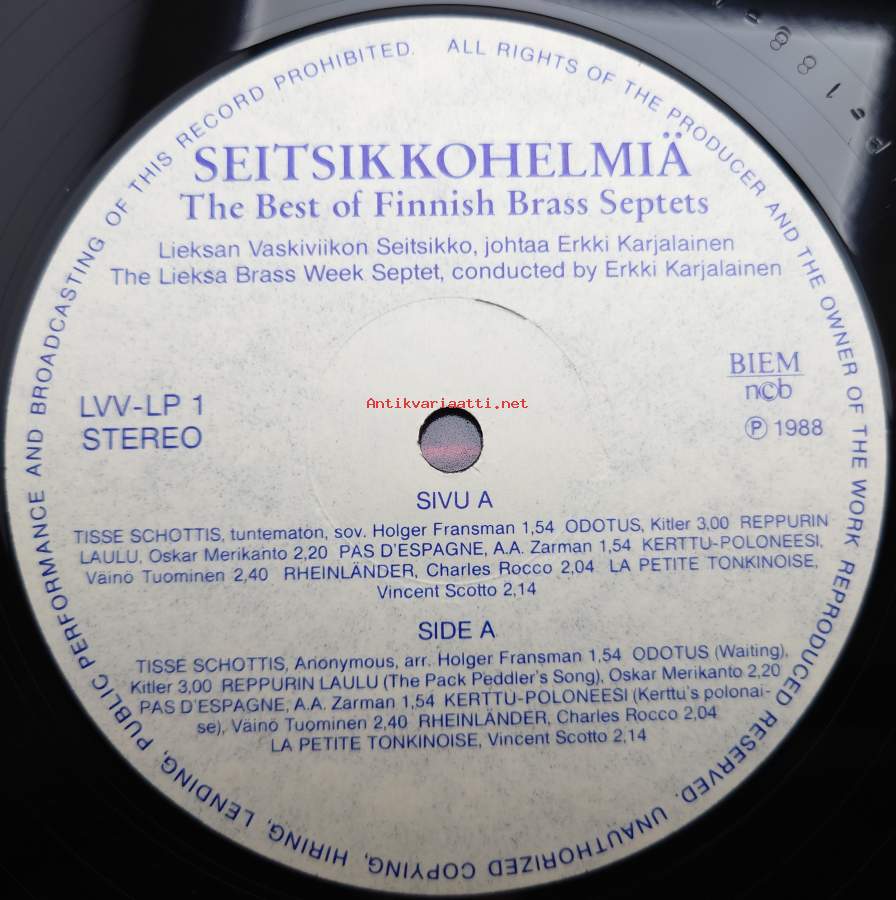 ALL RIGHTS OF THE PRODUCER AND THE OWNER OF THE WORK REPRODUCED RESERVED. UNAUTHORIZED COPYING, HIRING, LENDING, PUBLIC PERFORMANCE AND BROADCASTING OF THIS RECORD PROHIBITED.
SEITSIKKOHELMIÄ
The Best of Finnish Brass Septets
Lieksan Vaskiviikon Seitsikko, johtaa Erkki Karjalainen
The Lieksa Brass Week Septet, conducted by Erkki Karjalainen
LVV-LP 1
STEREO
BIEM
ncb
Ⓟ 1988
Antikvariaatti.net
SIVU A
TISSE SCHOTTIS, tuntematon, sov. Holger Fransman 1,54 ODOTUS, Kitler 3,00 REPPURIN
LAULU, Oskar Merikanto 2,20 PAS D'ESPAGNE, A.A. Zarman 1,54 KERTTU-POLONEESI,
Väinö Tuominen 2,40 RHEINLÄNDER, Charles Rocco 2,04 LA PETITE TONKINOISE,
Vincent Scotto 2,14
SIDE A
TISSE SCHOTTIS, Anonymous, arr. Holger Fransman 1,54 ODOTUS (Waiting),
Kitler 3,00 REPPURIN LAULU (The Pack Peddler's Song), Oskar Merikanto 2,20
PAS D'ESPAGNE, A.A. Zarman 1,54 KERTTU-POLONEESI (Kerttu's polonai-
se), Väinö Tuominen 2,40 RHEINLÄNDER, Charles Rocco 2,04
LA PETITE TONKINOISE, Vincent Scotto 2,14